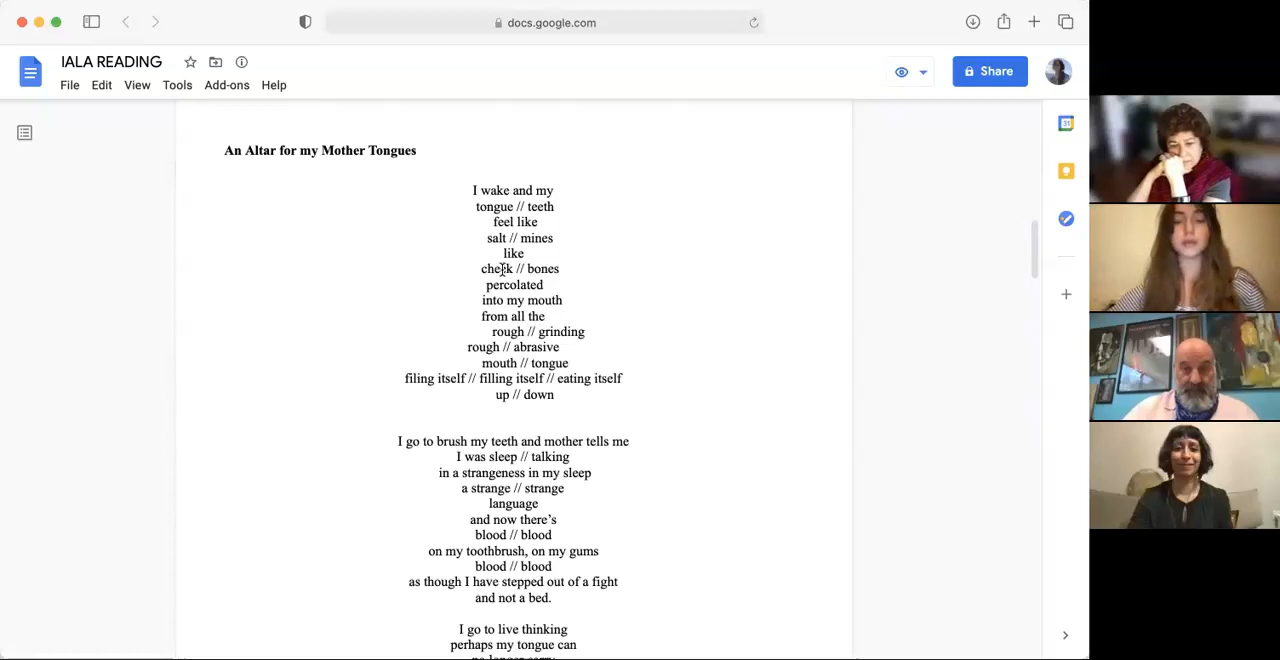 docs.google.com
IALA READING
File Edit View Tools Add-ons Help
Share
31
An Altar for my Mother Tongues
I wake and my
tongue // teeth
feel like
salt // mines
like
cheek // bones
percolated
into my mouth
from all the
rough // grinding
rough // abrasive
mouth // tongue
filing itself // filling itself // eating itself
up // down
I go to brush my teeth and mother tells me
I was sleep // talking
in a strangeness in my sleep
a strange // strange
language
and now there's
blood // blood
on my toothbrush, on my gums
blood // blood
as though I have stepped out of a fight
and not a bed.
I go to live thinking
perhaps my tongue can
no longer carry